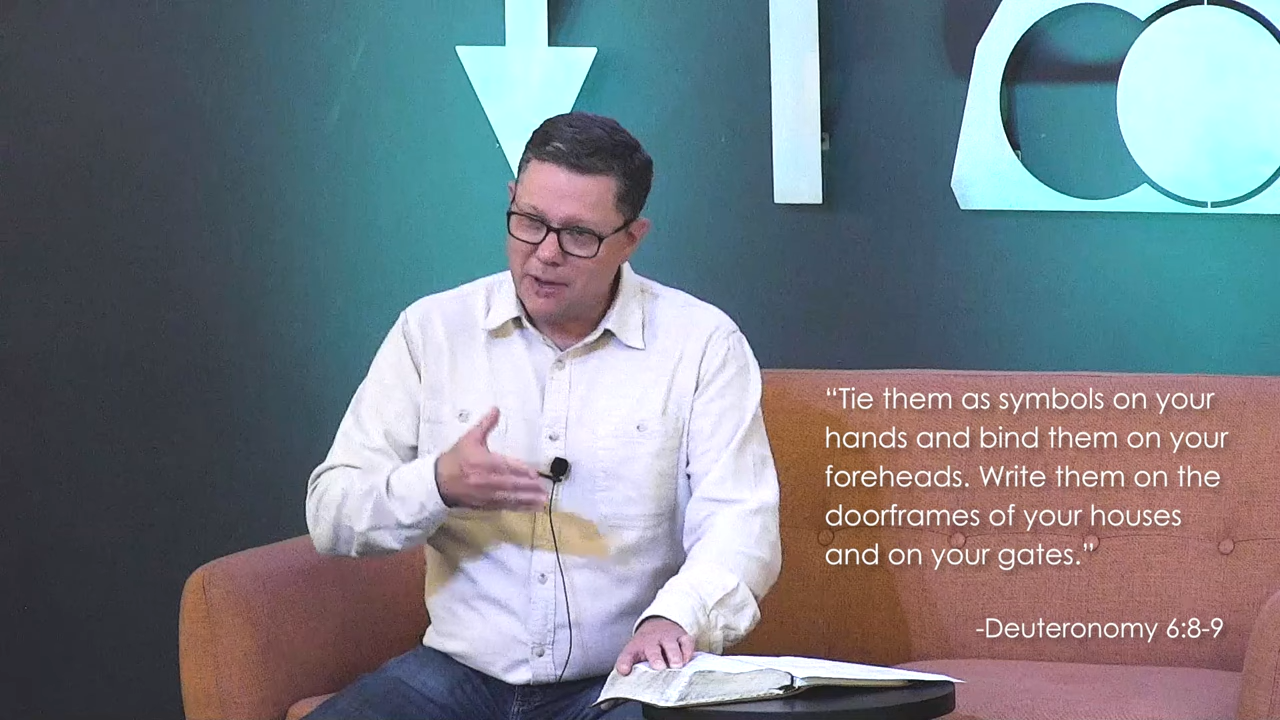 “Tie them as symbols on your
hands and bind them on your
foreheads. Write them on the
doorframes of your houses
and on your gates.”
-Deuteronomy 6:8-9